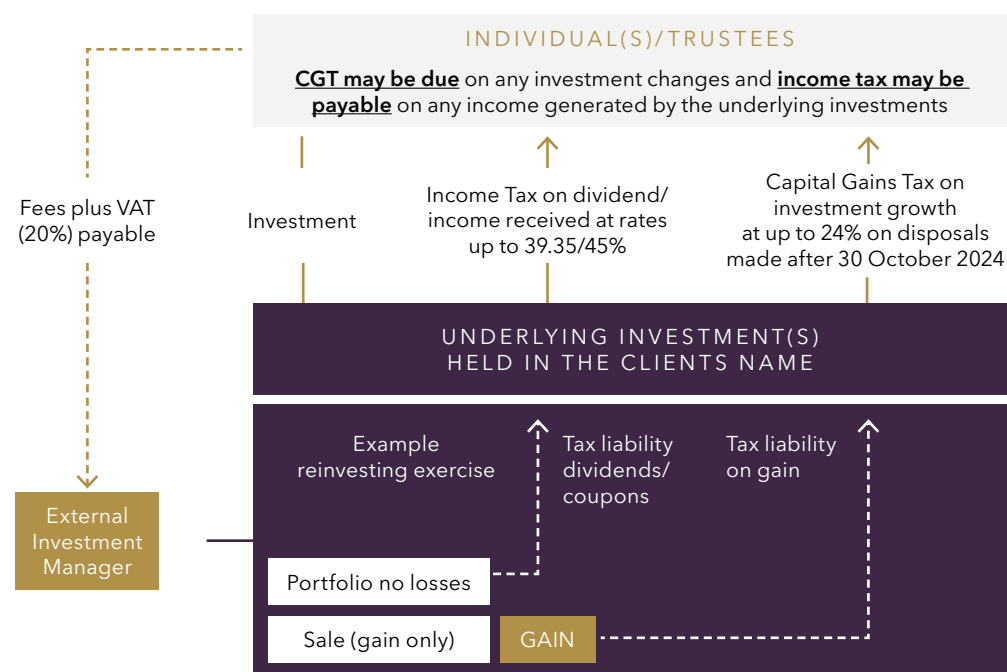 INDIVIDUAL(S)/TRUSTEES
CGT may be due on any investment changes and income tax may be
payable on any income generated by the underlying investments
Fees plus VAT
(20%) payable
Investment
Income Tax on dividend/
income received at rates
up to 39.35/45%
Capital Gains Tax on
investment growth
at up to 24% on disposals
made after 30 October 2024
UNDERLYING INVESTMENT(S)
HELD IN THE CLIENTS NAME
Example
reinvesting exercise
Tax liability
dividends/
coupons
Tax liability
on gain
External
Investment
Manager
Portfolio no losses
Sale (gain only)
GAIN